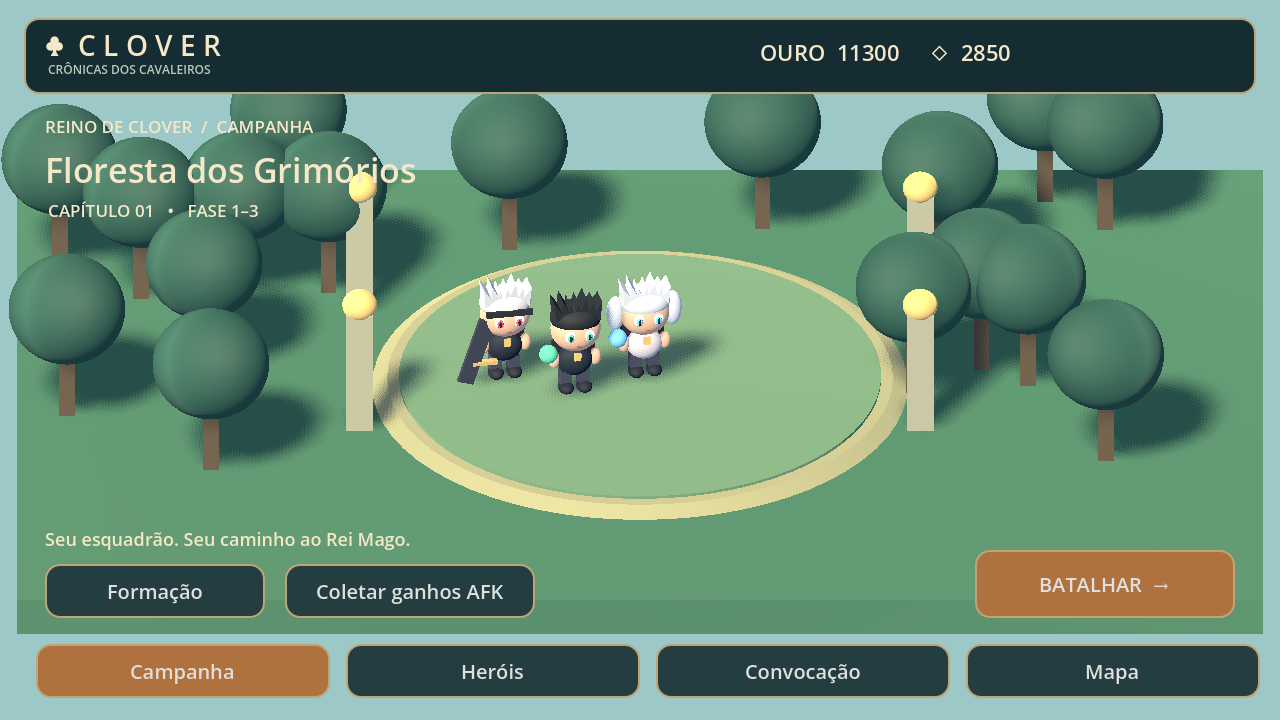 ♣ CLOVER
CRÔNICAS DOS CAVALEIROS
OURO 11300 ◇ 2850
REINO DE CLOVER / CAMPANHA
Floresta dos Grimórios
CAPÍTULO 01 • FASE 1–3
Seu esquadrão. Seu caminho ao Rei Mago.
Formação
Coletar ganhos AFK
BATALHAR →
Campanha
Heróis
Convocação
Mapa